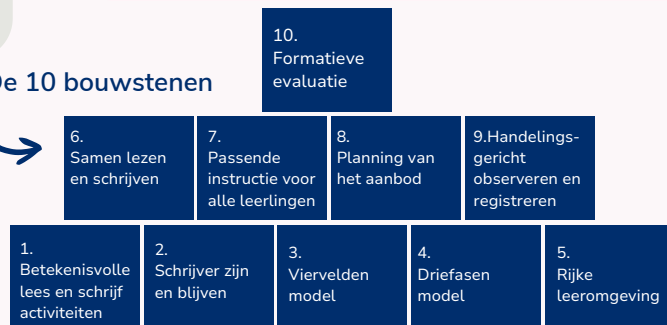 De 10 bouwstenen
10.
Formatieve
evaluatie
6.
Samen lezen
en schrijven
7.
Passende
instructie voor
alle leerlingen
8.
Planning van
het aanbod
9.Handelings-
gericht
observeren en
registreren
1.
Betekenisvolle
lees en schrijf
activiteiten
2.
Schrijver zijn
en blijven
3.
Viervelden
model
4.
Driefasen
model
5.
Rijke
leeromgeving